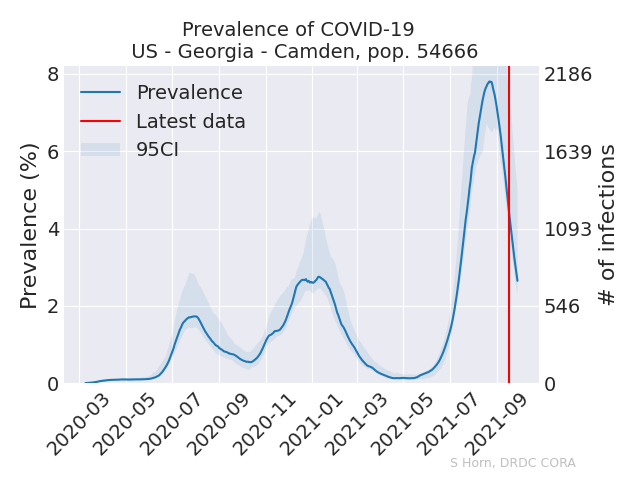 Prevalence of COVID-19
US - Georgia - Camden, pop. 54666
Prevalence
Latest data
95CI
Prevalence (%)
8
6
4
2
0
2186
1639
1093
546
0
# of infections
2020-03
2020-05
2020-07
2020-09
2020-11
2021-01
2021-03
2021-05
2021-07
2021-09
S Horn, DRDC CORA